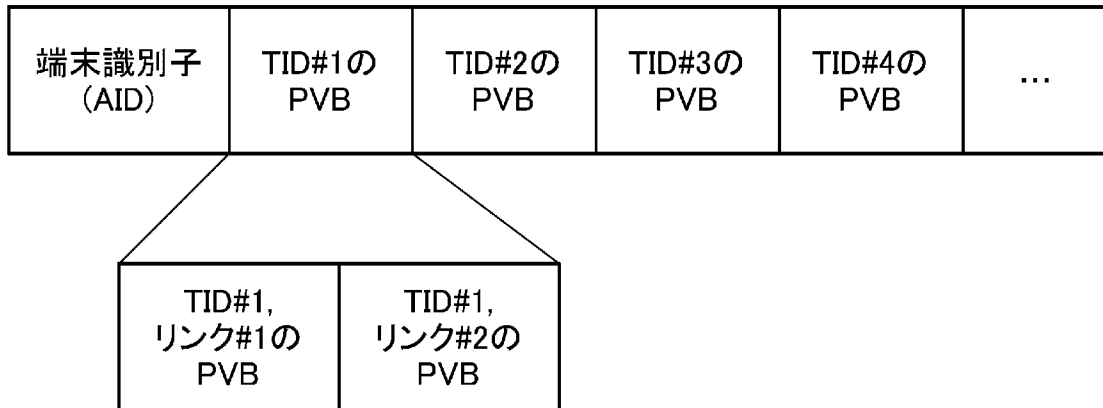 端末識別子
(AID)
TID#1の
PVB
TID#2の
PVB
TID#3の
PVB
TID#4の
PVB
…
TID#1,
リンク#1の
PVB
TID#1,
リンク#2の
PVB